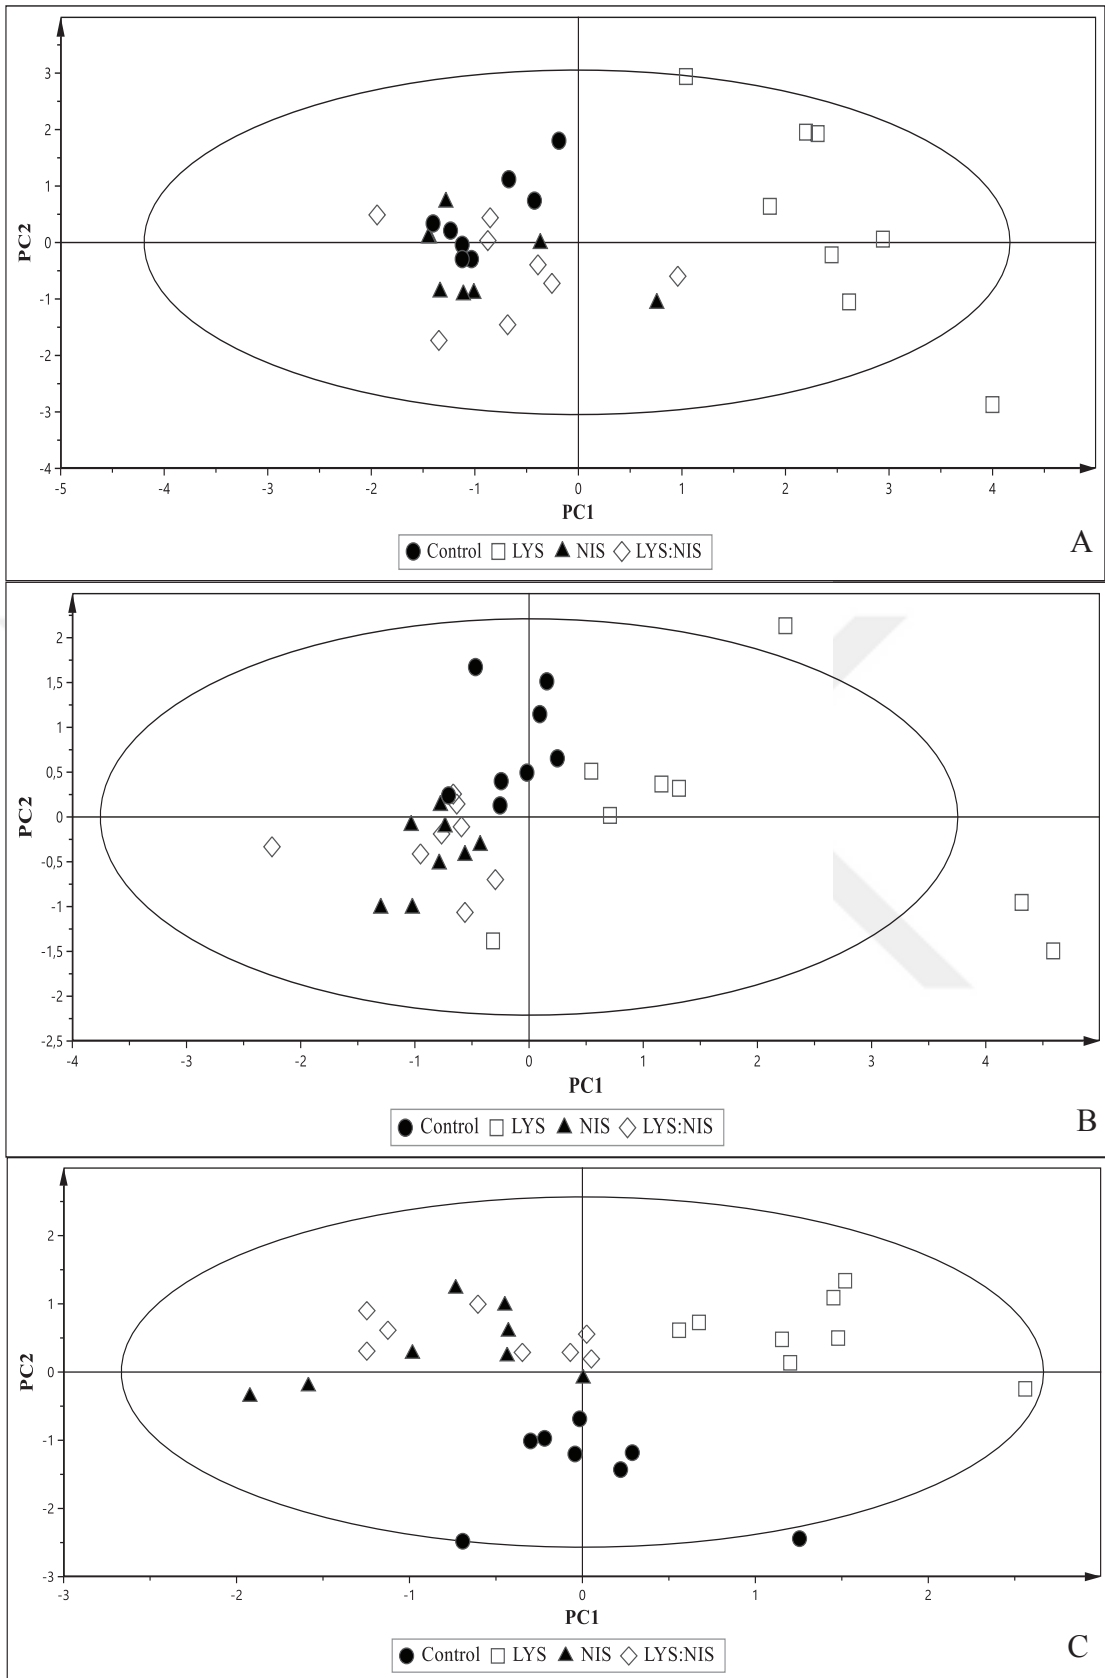 3
2
1
0
-1
-2
-3
-4
PC2
-5 -4 -3 -2 -1 0 1 2 3 4
PC1
Control LYS NIS LYS:NIS
A
2
1,5
1
0,5
0
-0,5
-1
-1,5
-2
-2,5
PC2
-4 -3 -2 -1 0 1 2 3 4
PC1
Control LYS NIS LYS:NIS
B
2
1
0
-1
-2
-3
PC2
-3 -2 -1 0 1 2
PC1
Control LYS NIS LYS:NIS
C